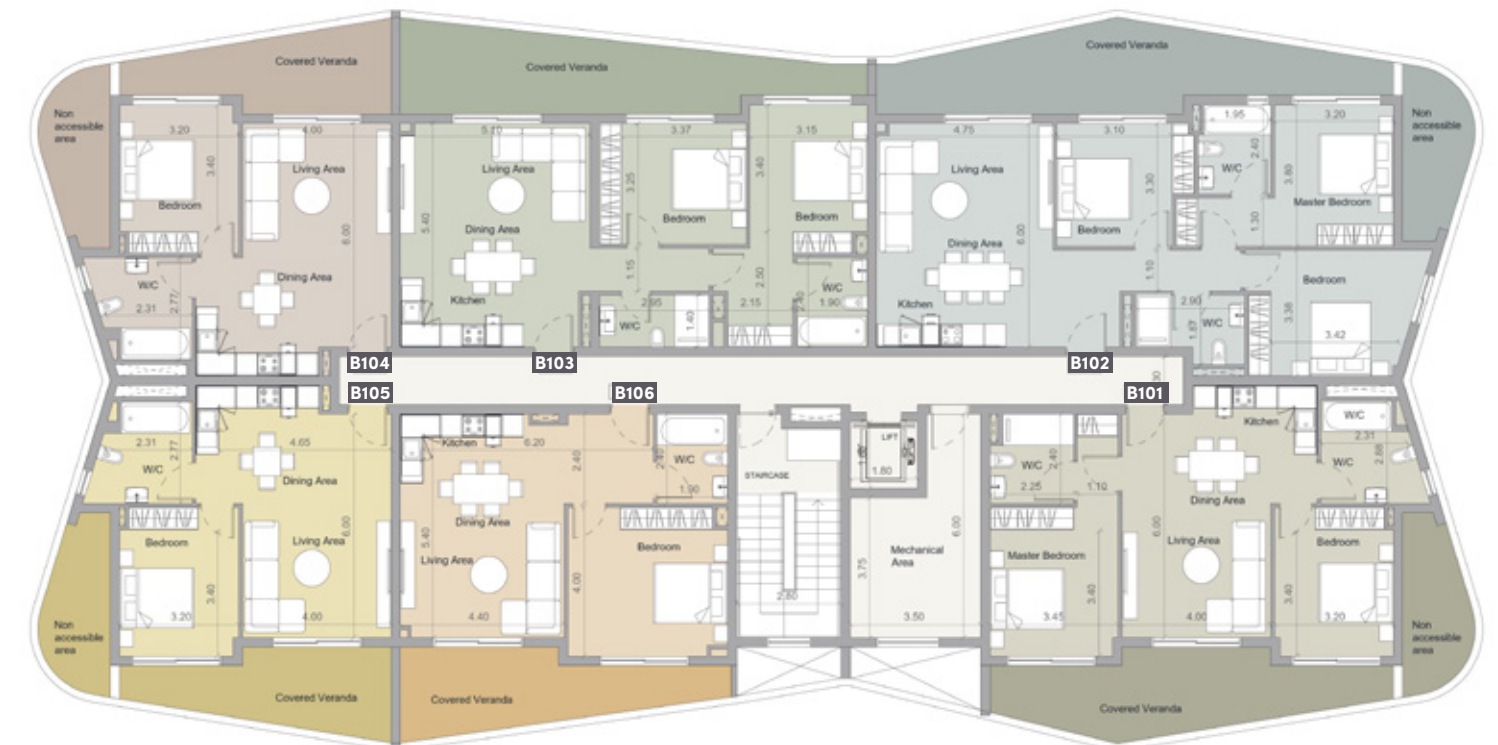 Covered Veranda
Covered Veranda
Covered Veranda
Non
accessible
area
3.20
4.00
5.10
3.37
3.15
4.75
3.10
1.95
3.20
Non
accessible
area
3.40
Living Area
Bedroom
6.00
Living Area
5.40
Dining Area
3.25
Bedroom
3.40
Bedroom
Living Area
Dining Area
6.00
3.30
Bedroom
2.40
W/C
3.80
Master Bedroom
1.30
W/C
2.31
2.77
Dining Area
Kitchen
1.15
2.50
2.95
W/C
1.40
2.15
W/C
1.90
Kitchen
1.10
2.90
W/C
1.87
Bedroom
3.38
3.42
B104
B103
B102
B105
B106
B101
2.31
2.77
W/C
4.65
Dining Area
Kitchen
6.20
2.40
W/C
1.90
Dining Area
5.40
STAIRCASE
LIFT
1.80
W/C
2.40
2.25
1.10
Kitchen
W/C
2.31
2.88
W/C
Dining Area
Bedroom
3.40
3.20
Living Area
6.00
4.00
Living Area
4.40
4.00
Bedroom
2.80
Mechanical
Area
3.75
6.00
3.50
Master Bedroom
3.45
3.40
6.00
Living Area
4.00
Bedroom
3.40
3.20
Non
accessible
area
Non
accessible
area
Covered Veranda
Covered Veranda
Covered Veranda